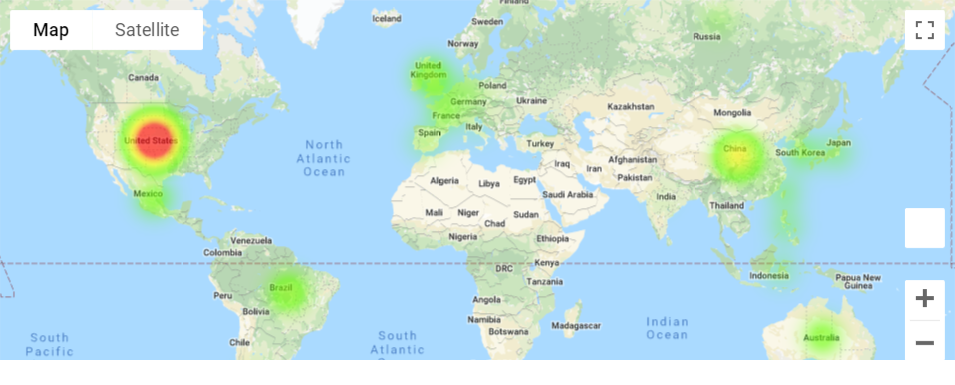 Map
Satellite
Finland
Iceland
Sweden
Russia
Norway
Canada
United
Kingdom
Poland
Germany
Ukraine
Kazakhstan
Mongolia
France
Italy
Spain
United States
North
Atlantic
Ocean
Turkey
China
Japan
South Korea
Iraq
Iran
Afghanistan
Pakistan
Algeria
Libya
Egypt
Saudi Arabia
India
Mexico
Thailand
Mali
Niger
Chad
Sudan
Nigeria
Ethiopia
Venezuela
Colombia
DRC
Kenya
Tanzania
Indonesia
Papua New
Guinea
Brazil
Peru
Bolivia
Angola
Namibia
Botswana
Madagascar
Indian
Ocean
Chile
South
Pacific
South
Atlantic
Australia
+
−